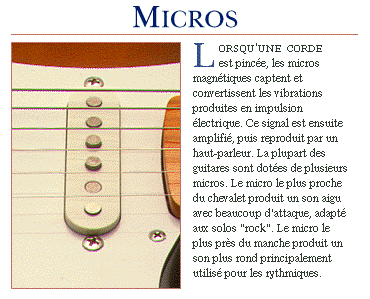 MICROS
LORSQU'UNE CORDE
est pincée, les micros
magnétiques captent et
convertissent les vibrations
produites en impulsion
électrique. Ce signal est ensuite
amplifié, puis reproduit par un
haut-parleur. La plupart des
guitares sont dotées de plusieurs
micros. Le micro le plus proche
du chevalet produit un son aigu
avec beaucoup d'attaque, adapté
aux solos "rock". Le micro le
plus près du manche produit un
son plus rond principalement
utilisé pour les rythmiques.